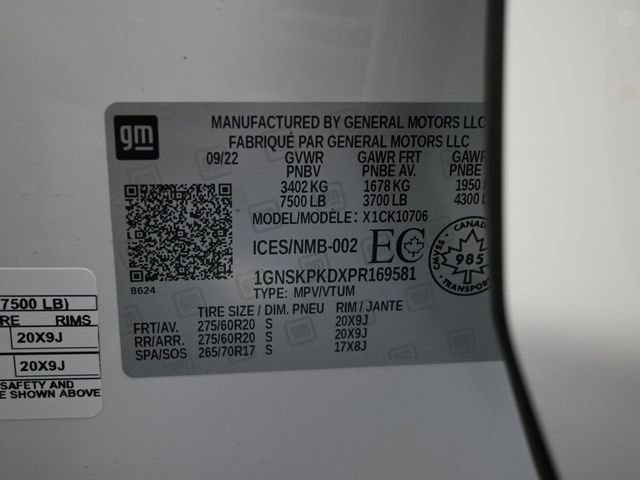 gm
MANUFACTURED BY GENERAL MOTORS LLC
FABRIQUÉ PAR GENERAL MOTORS LLC
09/22 GVWR GAWR FRT GAWR
PNBV PNBE AV. PNBE
3402 KG 1678 KG 1950
7500 LB 3700 LB 4300
MODEL/MODÈLE: X1CK10706
ICES/NMB-002 EC
CANADA
985
TRANSPORT
1GNSKPKDXPR169581
8624
TYPE: MPV/VTUM
TIRE SIZE / DIM. PNEU RIM / JANTE
FRT/AV. 275/60R20 S 20X9J
RR/ARR. 275/60R20 S 20X9J
SPA/SOS 265/70R17 S 17X8J
7500 LB)
RE RIMS
20X9J
20X9J
SAFETY AND
E SHOWN ABOVE